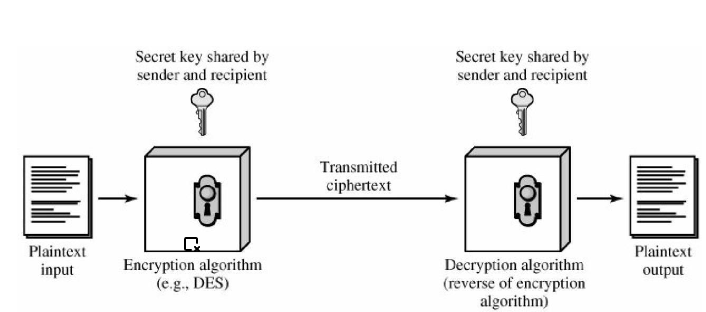 Secret key shared by
sender and recipient
Secret key shared by
sender and recipient
Transmitted
ciphertext
Plaintext
input
Encryption algorithm
(e.g., DES)
Decryption algorithm
(reverse of encryption
algorithm)
Plaintext
output